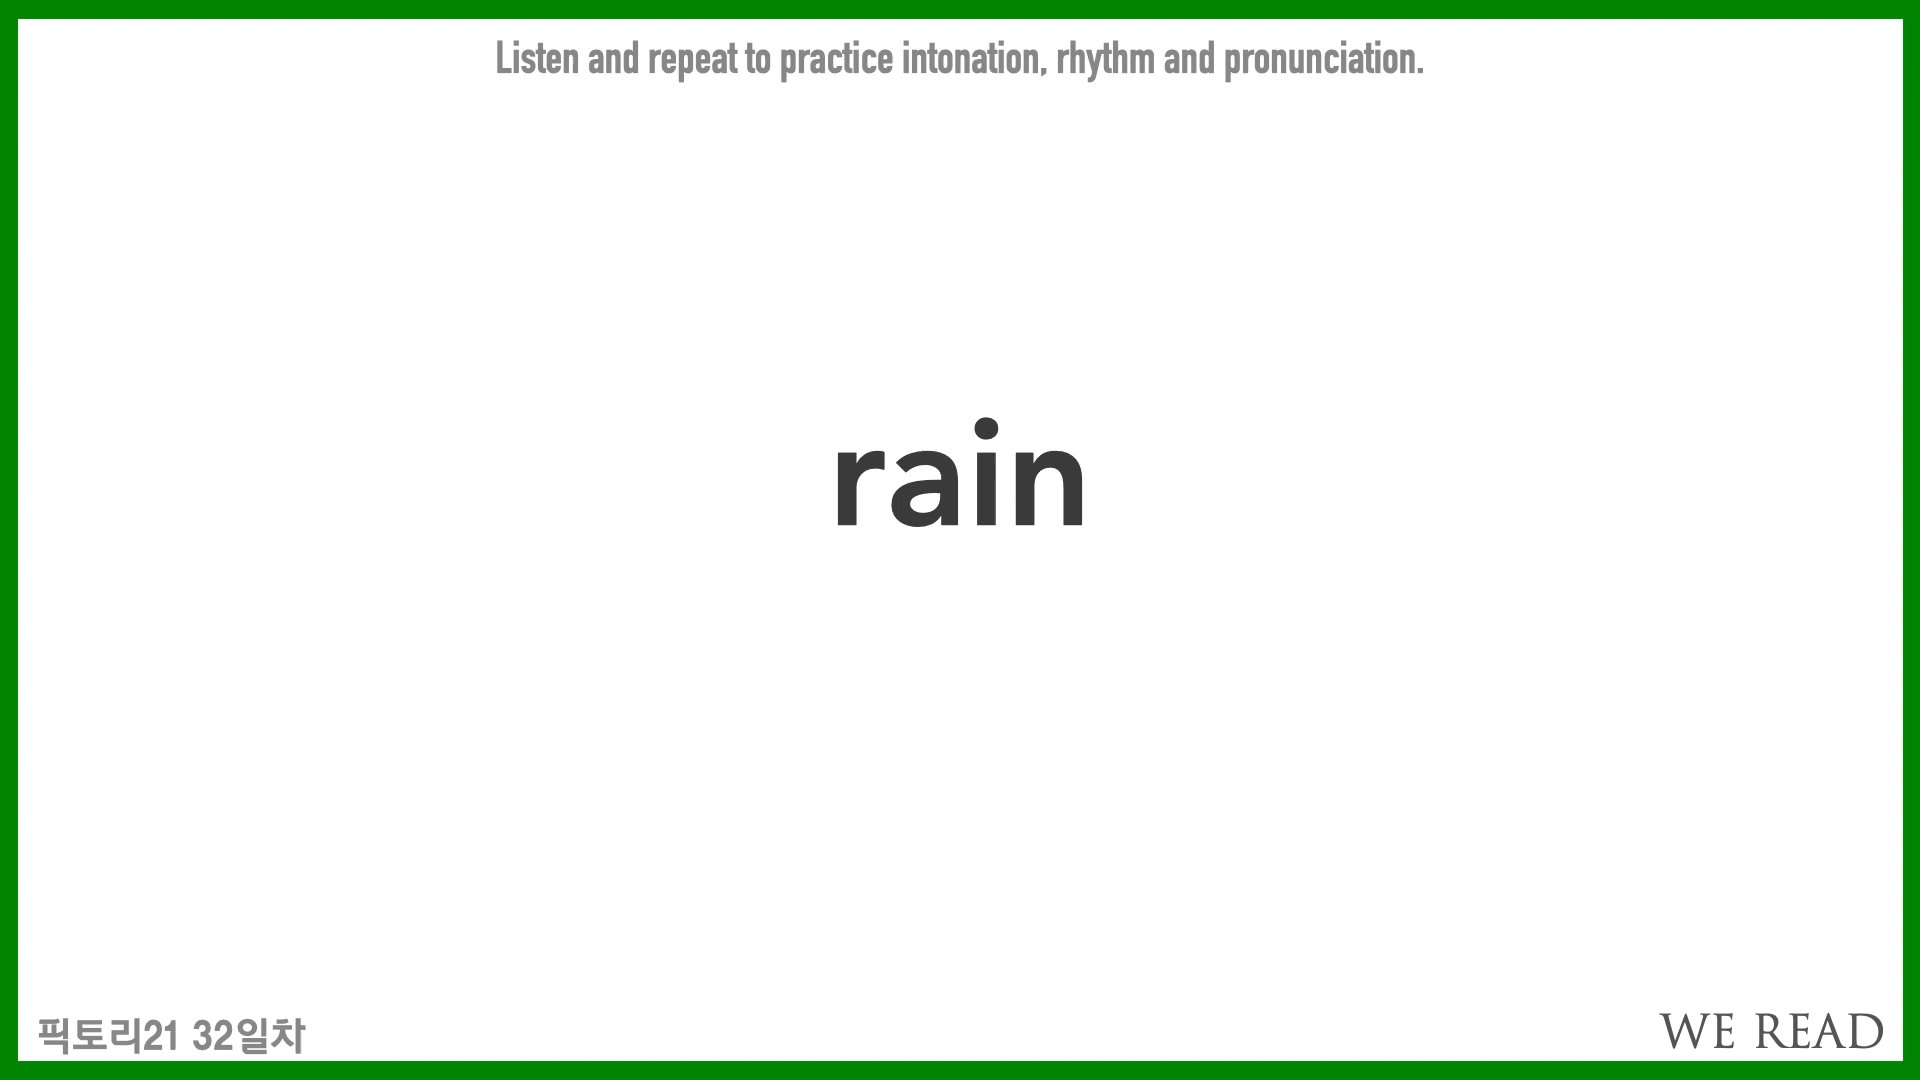 Listen and repeat to practice intonation, rhythm and pronunciation.
rain
픽토리21 32일차
WE READ